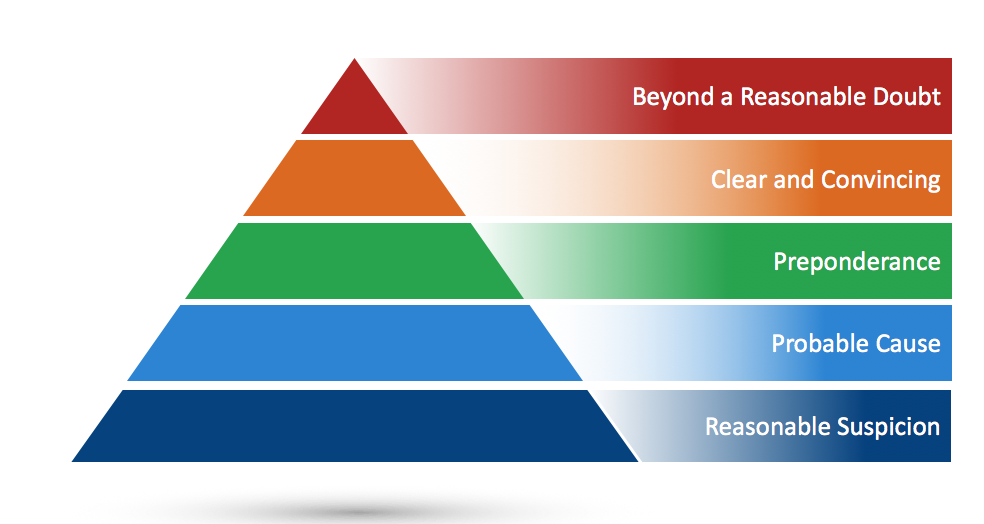 Beyond a Reasonable Doubt
Clear and Convincing
Preponderance
Probable Cause
Reasonable Suspicion